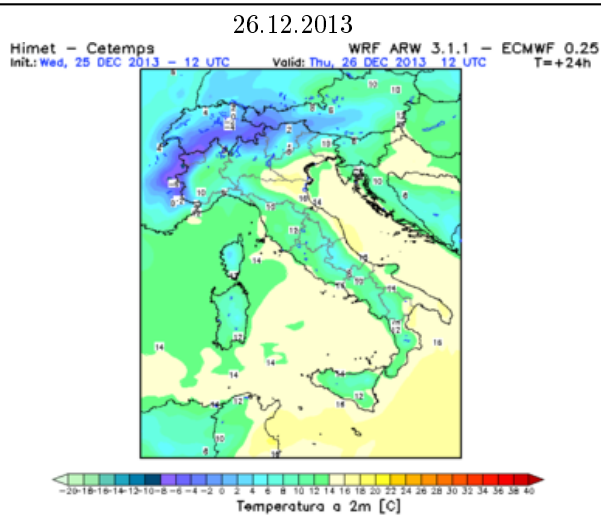 26.12.2013
Himet – Cetemps WRF ARW 3.1.1 – ECMWF 0.25
Init.: Wed, 25 DEC 2013 – 12 UTC Valid: Thu, 26 DEC 2013 12 UTC T=+24h
-20 -18 -16 -14 -12 -10 -8 -6 -4 -2 0 2 4 6 8 10 12 14 16 18 20 22 24 26 28 30 32 34 36 38 40
Temperatura a 2m [C]